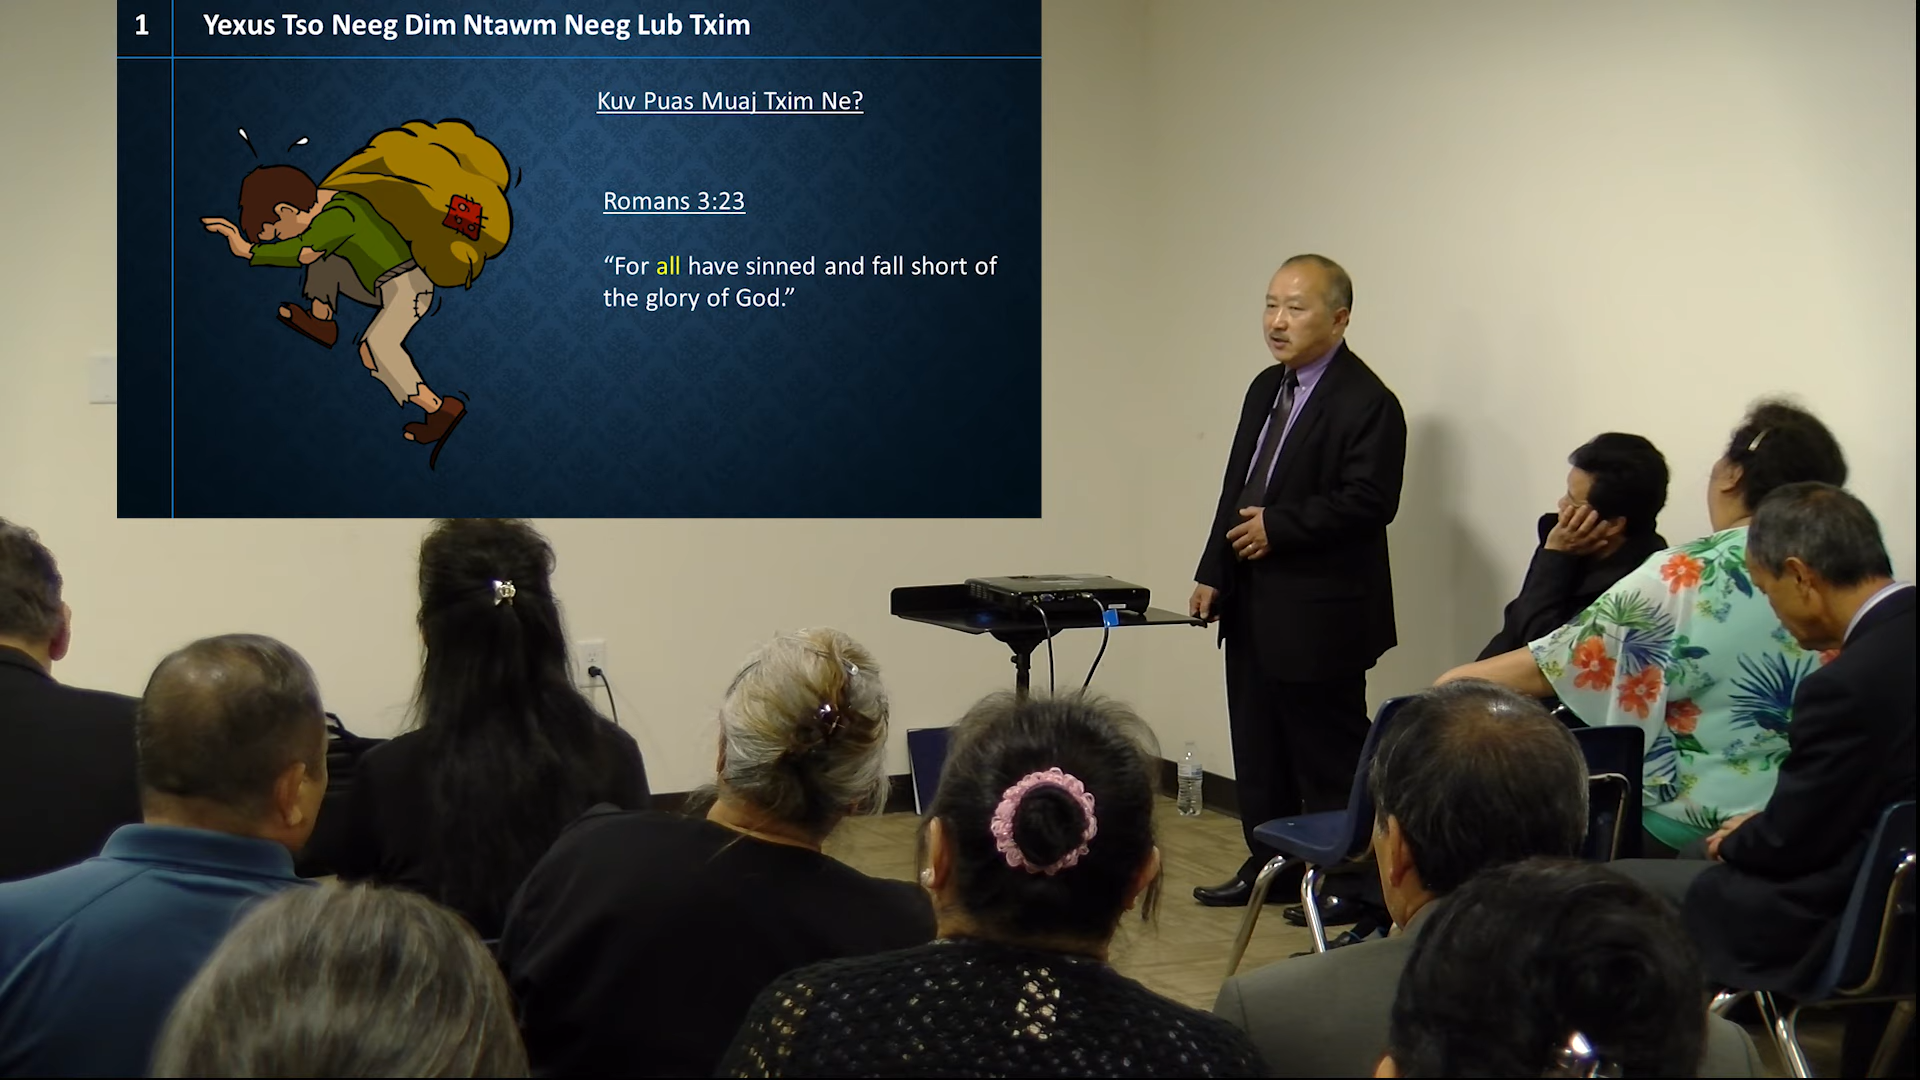 1 Yexus Tso Neeg Dim Ntawm Neeg Lub Txim
Kuv Puas Muaj Txim Ne?
Romans 3:23
“For all have sinned and fall short of
the glory of God.”